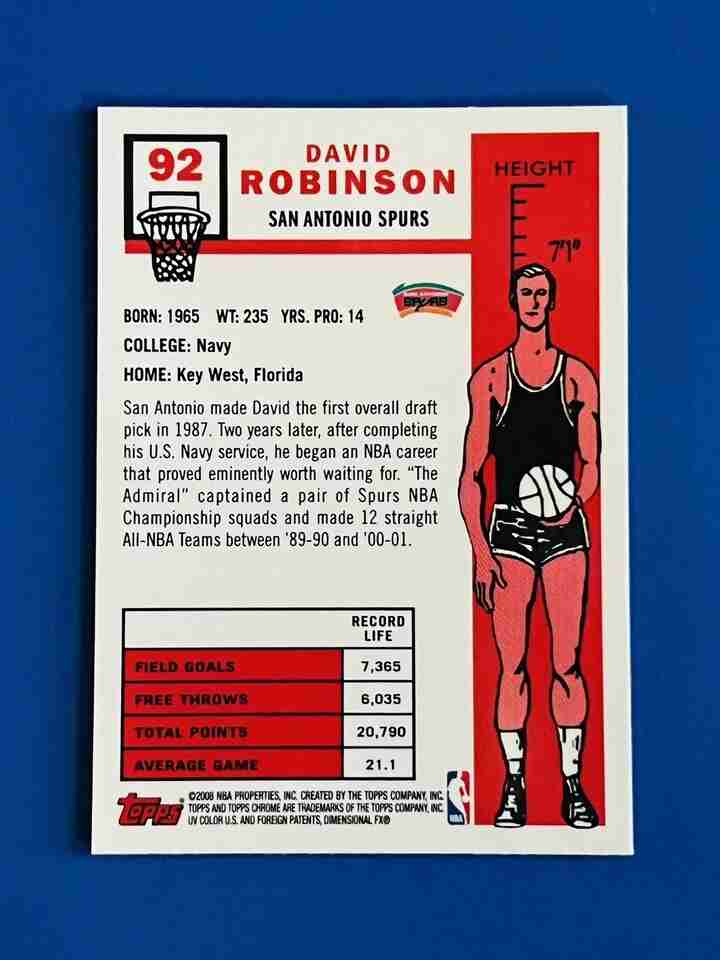 92
DAVID
ROBINSON
SAN ANTONIO SPURS
HEIGHT
7'1"
SPURS
BORN: 1965 WT: 235 YRS. PRO: 14
COLLEGE: Navy
HOME: Key West, Florida
San Antonio made David the first overall draft
pick in 1987. Two years later, after completing
his U.S. Navy service, he began an NBA career
that proved eminently worth waiting for. “The
Admiral” captained a pair of Spurs NBA
Championship squads and made 12 straight
All-NBA Teams between '89-90 and '00-01.
RECORD
LIFE
FIELD GOALS 7,365
FREE THROWS 6,035
TOTAL POINTS 20,790
AVERAGE GAME 21.1
topps
©2008 NBA PROPERTIES, INC. CREATED BY THE TOPPS COMPANY, INC.
TOPPS AND TOPPS CHROME ARE TRADEMARKS OF THE TOPPS COMPANY, INC.
UV COLOR U.S. AND FOREIGN PATENTS, DIMENSIONAL FX®
NBA